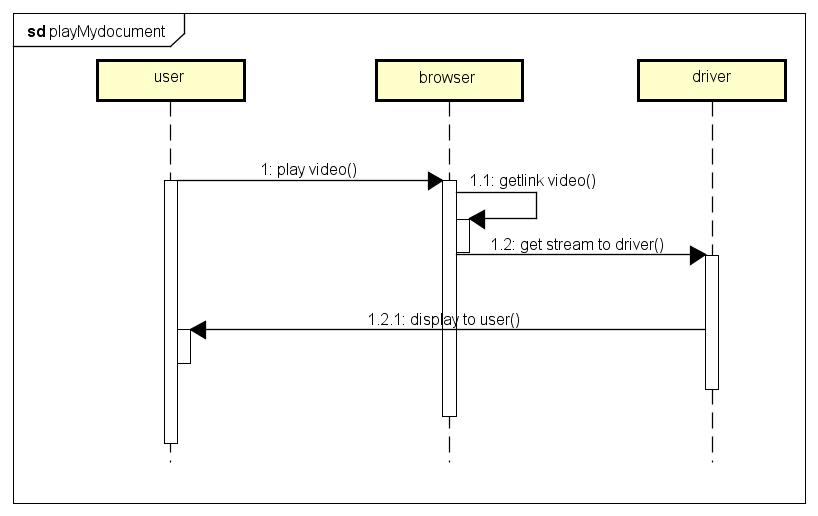 sd playMydocument
user
browser
driver
1: play video()
1.1: getlink video()
1.2: get stream to driver()
1.2.1: display to user()